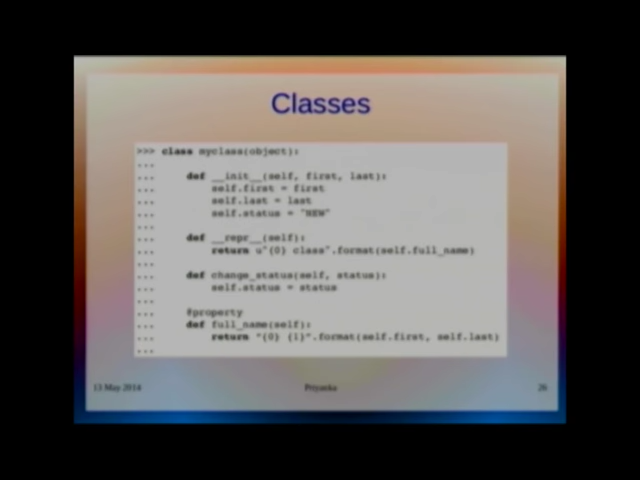 Classes
>>> class myclass(object):
...
...     def __init__(self, first, last):
...         self.first = first
...         self.last = last
...         self.status = "NEW"
...
...     def __repr__(self):
...         return u"{0} class".format(self.full_name)
...
...     def change_status(self, status):
...         self.status = status
...
...     @property
...     def full_name(self):
...         return "{0} {1}".format(self.first, self.last)
...
13 May 2014 Priyanka 26